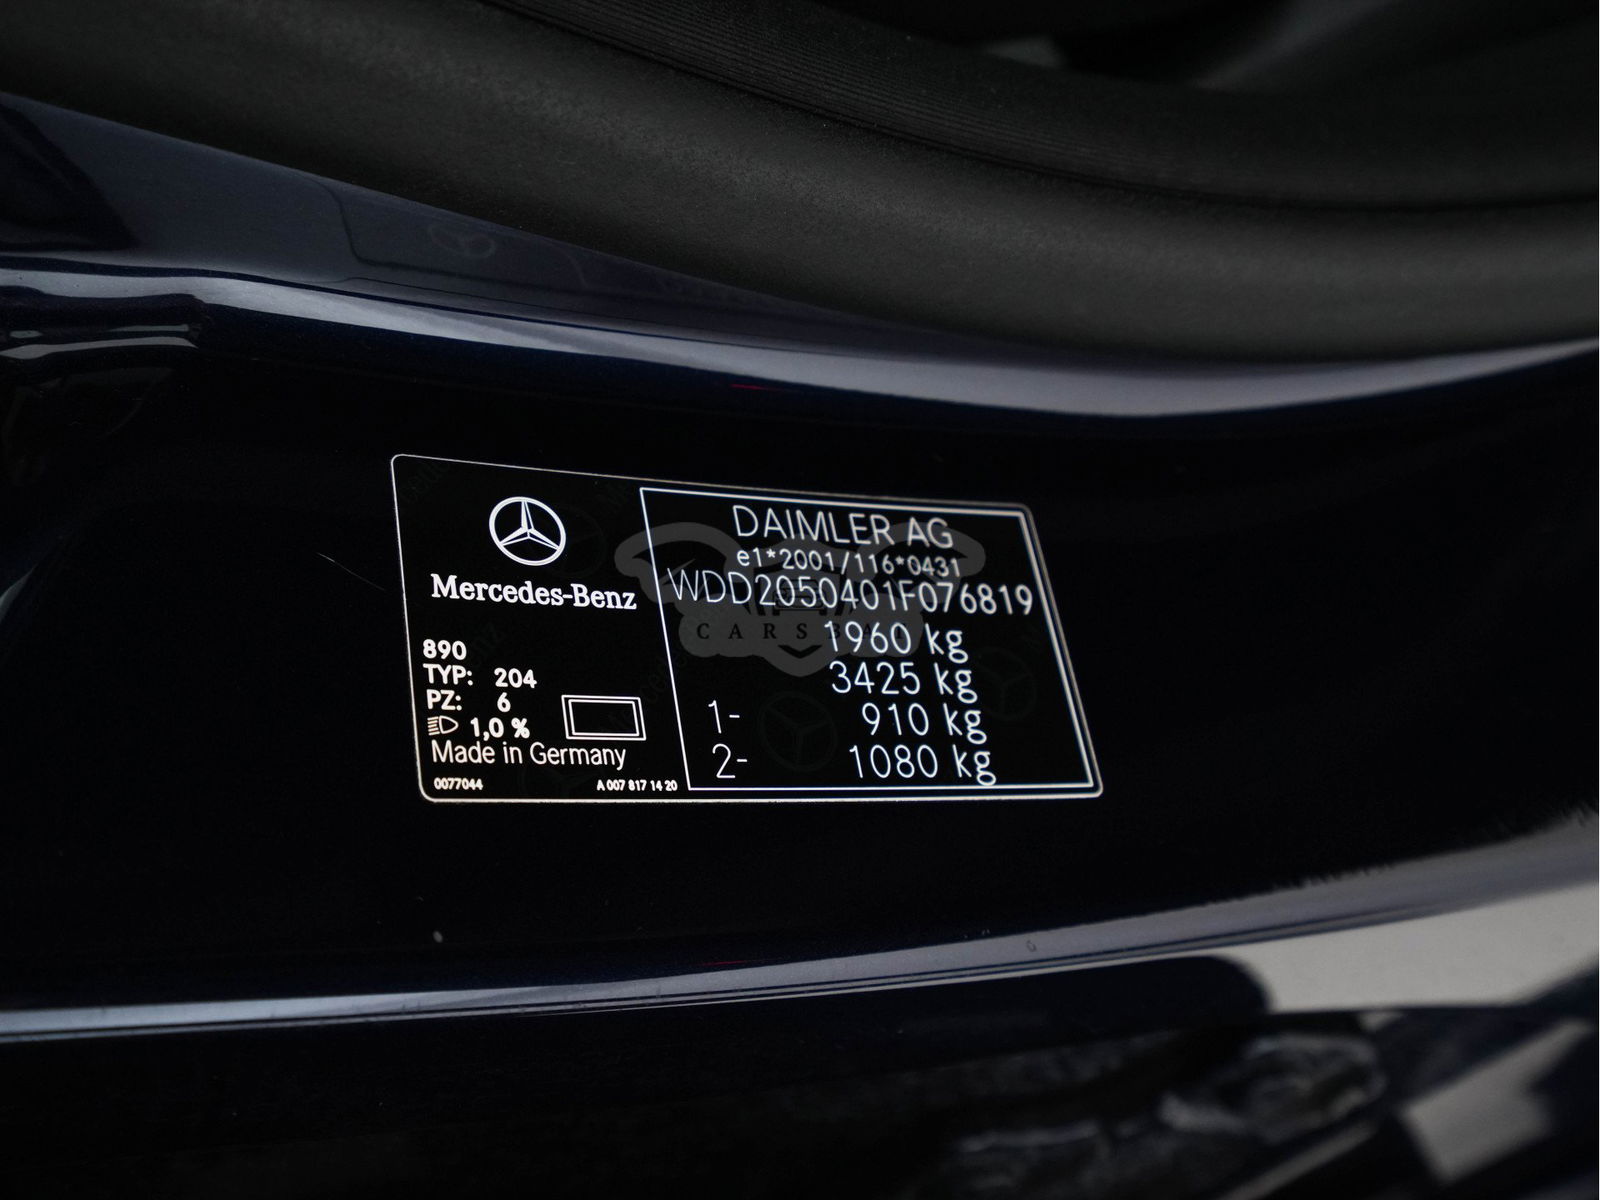 Mercedes-Benz
890
TYP: 204
PZ: 6
1,0 %
Made in Germany
0077044 A 007 817 14 20
DAIMLER AG
e1*2001/116*0431
WDD2050401F076819
1960 kg
3425 kg
1- 910 kg
2- 1080 kg